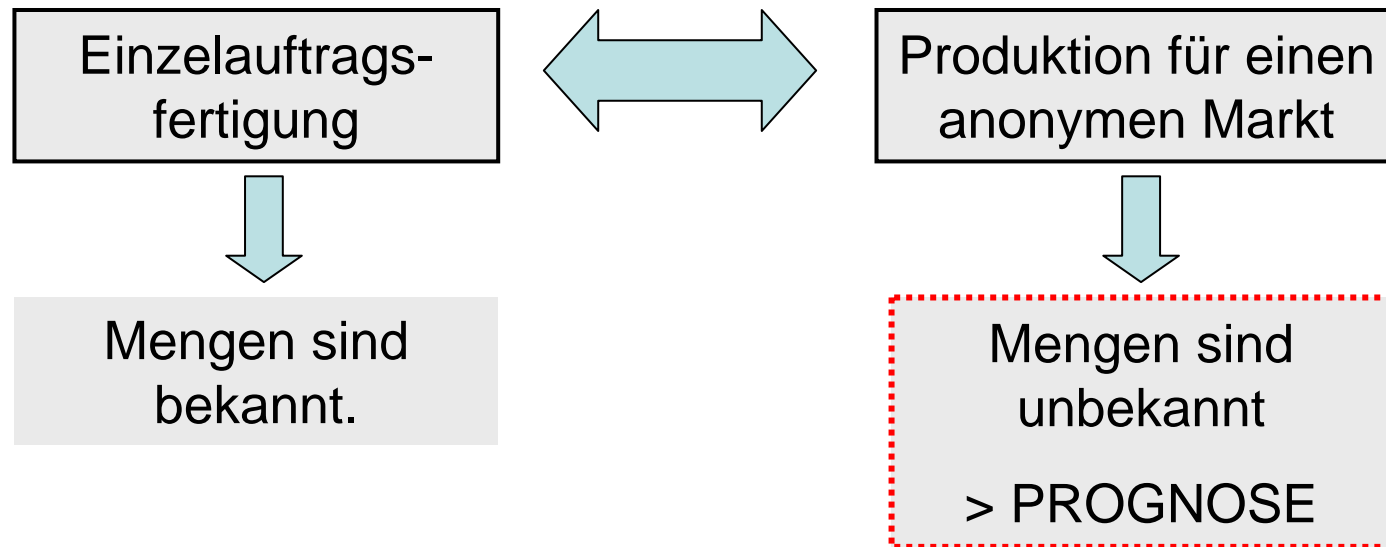 Einzelauftrags-
fertigung
Produktion für einen
anonymen Markt
Mengen sind
bekannt.
Mengen sind
unbekannt
> PROGNOSE